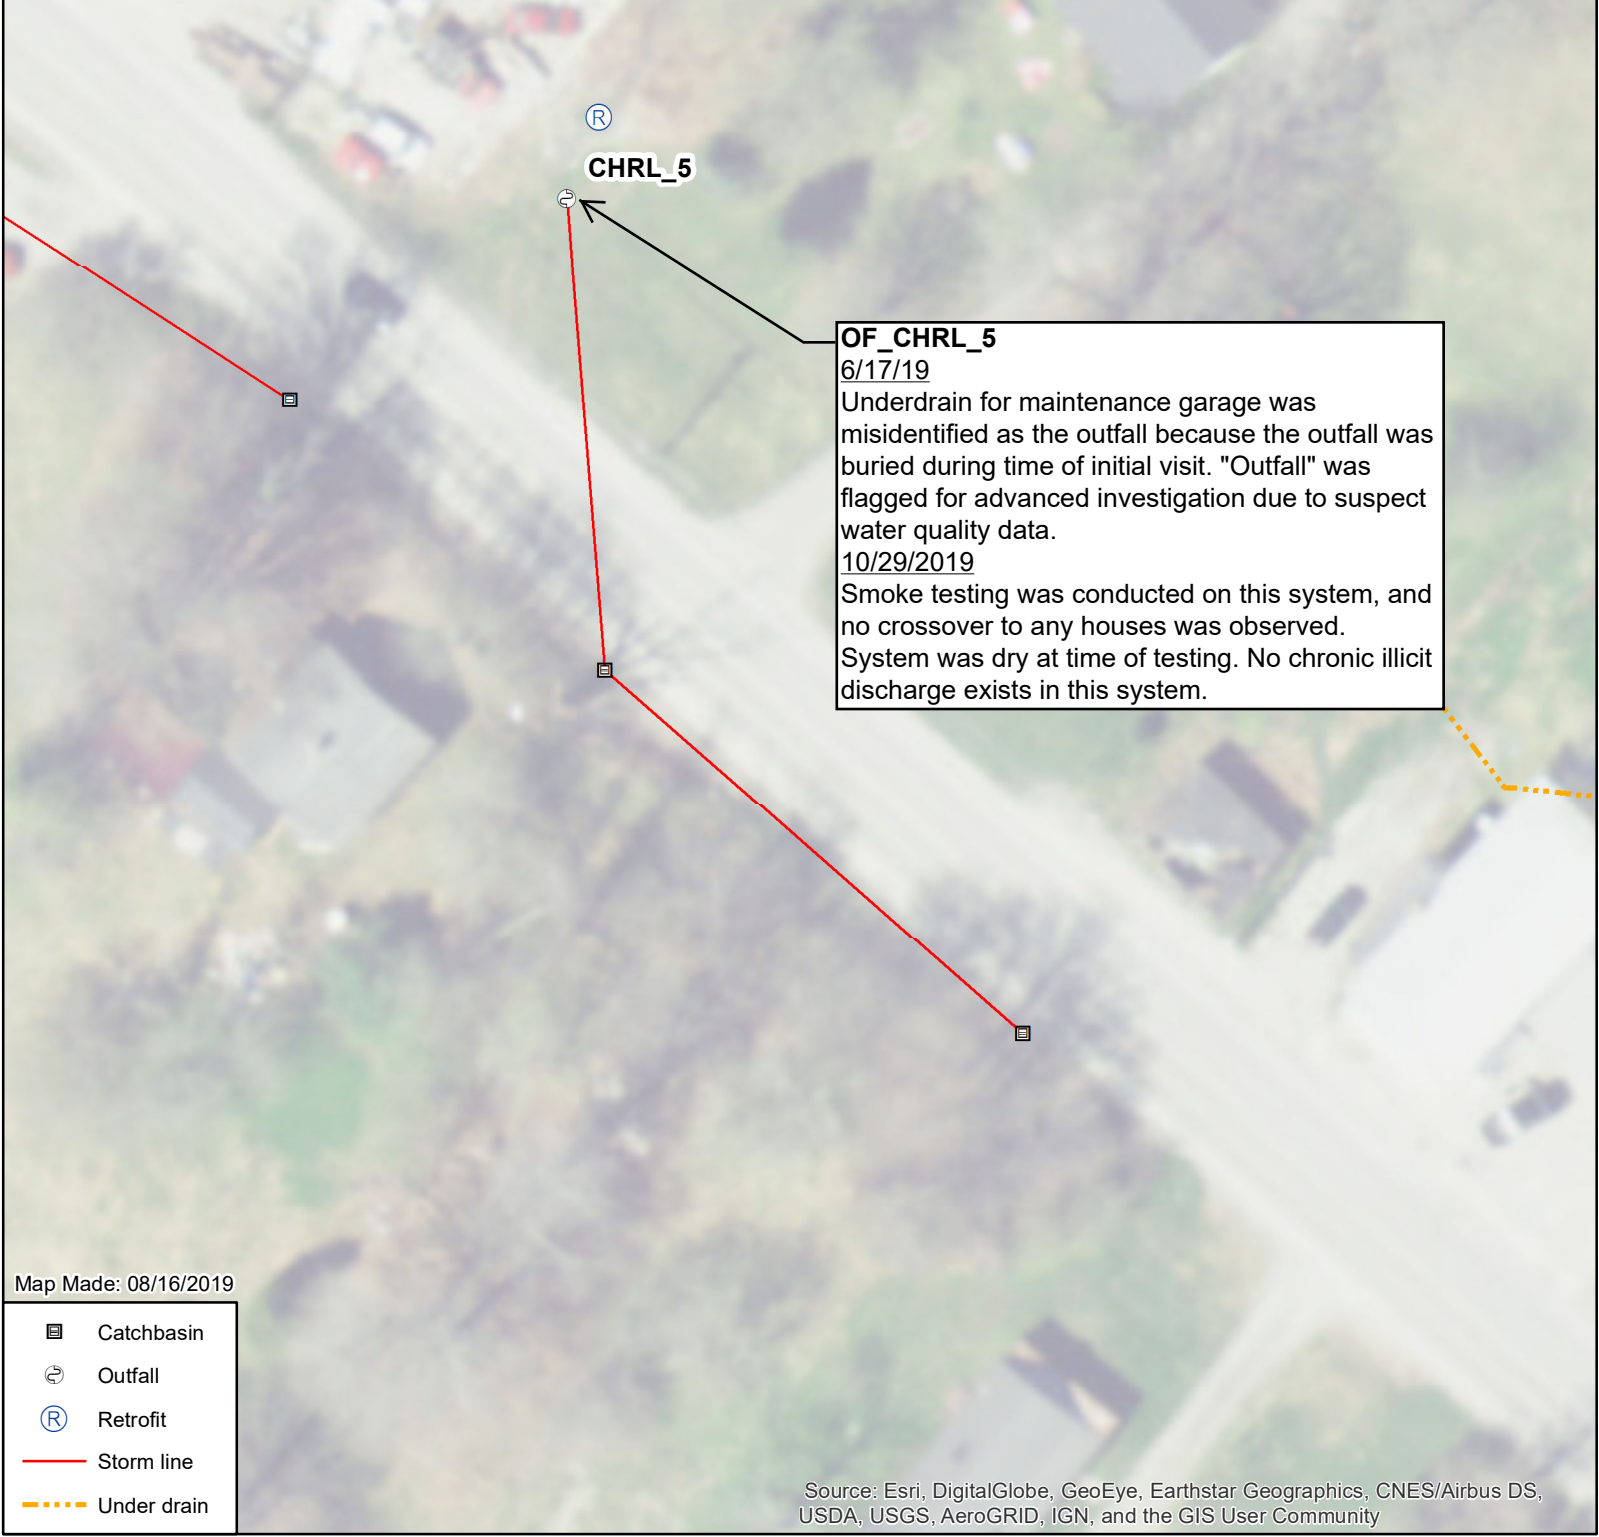 R
CHRL_5
OF_CHRL_5
6/17/19
Underdrain for maintenance garage was
misidentified as the outfall because the outfall was
buried during time of initial visit. "Outfall" was
flagged for advanced investigation due to suspect
water quality data.
10/29/2019
Smoke testing was conducted on this system, and
no crossover to any houses was observed.
System was dry at time of testing. No chronic illicit
discharge exists in this system.
Map Made: 08/16/2019
Catchbasin
Outfall
R Retrofit
Storm line
Under drain
Source: Esri, DigitalGlobe, GeoEye, Earthstar Geographics, CNES/Airbus DS,
USDA, USGS, AeroGRID, IGN, and the GIS User Community